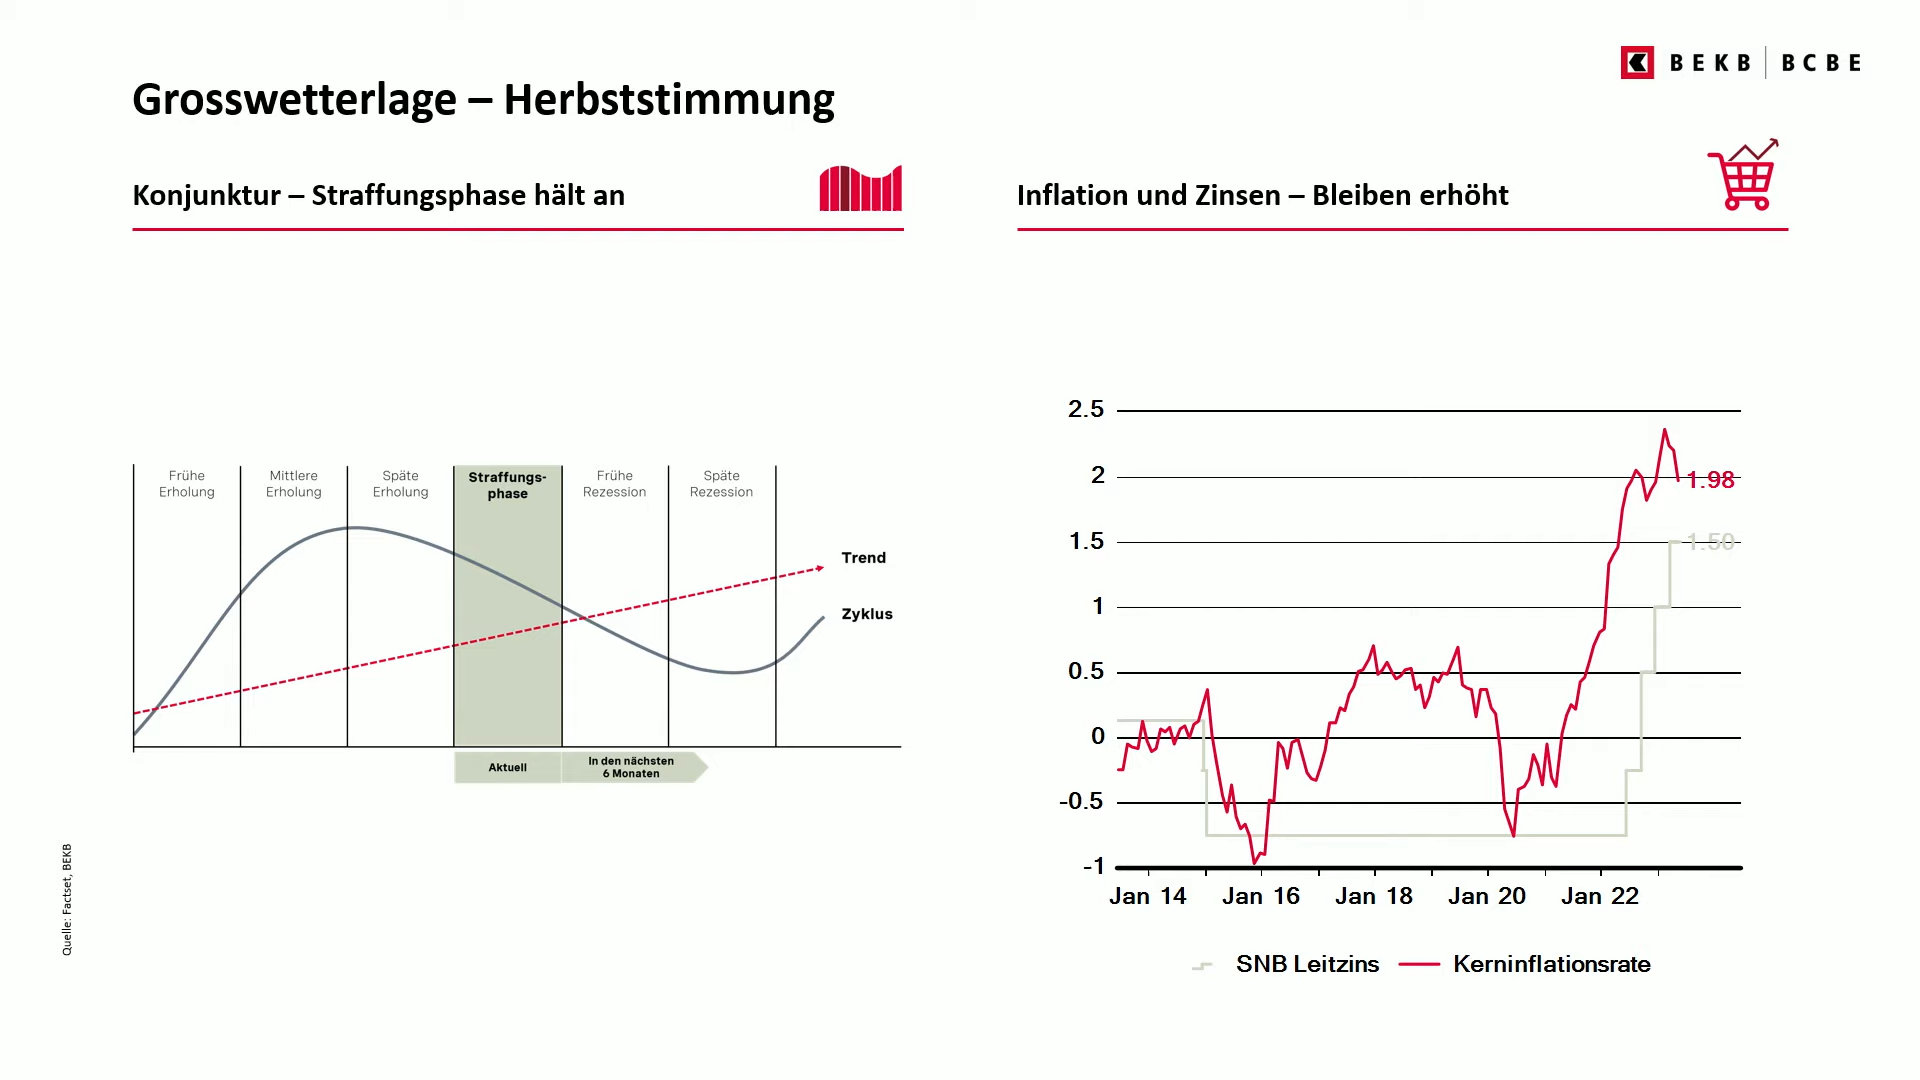 BEKB | BCBE
Grosswetterlage – Herbststimmung
Konjunktur – Straffungsphase hält an
Frühe
Erholung
Mittlere
Erholung
Späte
Erholung
Straffungs-
phase
Frühe
Rezession
Späte
Rezession
Trend
Zyklus
Aktuell
In den nächsten
6 Monaten
Quelle: Factset, BEKB
Inflation und Zinsen – Bleiben erhöht
2.5
2
1.5
1
0.5
0
-0.5
-1
1.98
1.50
Jan 14 Jan 16 Jan 18 Jan 20 Jan 22
SNB Leitzins Kerninflationsrate